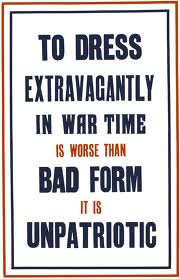 TO DRESS
EXTRAVAGANTLY
IN WAR TIME
IS WORSE THAN
BAD FORM
IT IS
UNPATRIOTIC